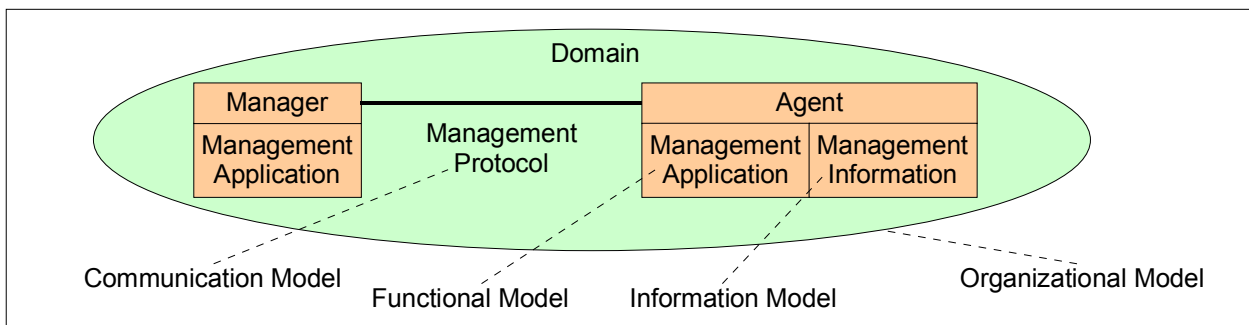 Domain
Manager
Agent
Management
Application
Management
Protocol
Management
Application
Management
Information
Communication Model
Functional Model
Information Model
Organizational Model